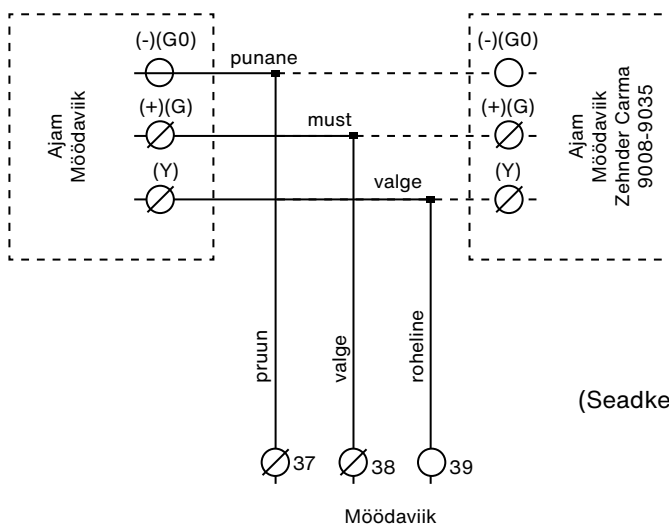 (-)(G0)
punane
(+)(G)
must
(Y)
valge
Ajam
Möödaviik
(-)(G0)
(+)(G)
(Y)
Ajam
Möödaviik
Zehnder Carma
9008-9035
pruun
valge
roheline
(Seadke
37
38
39
Möödaviik